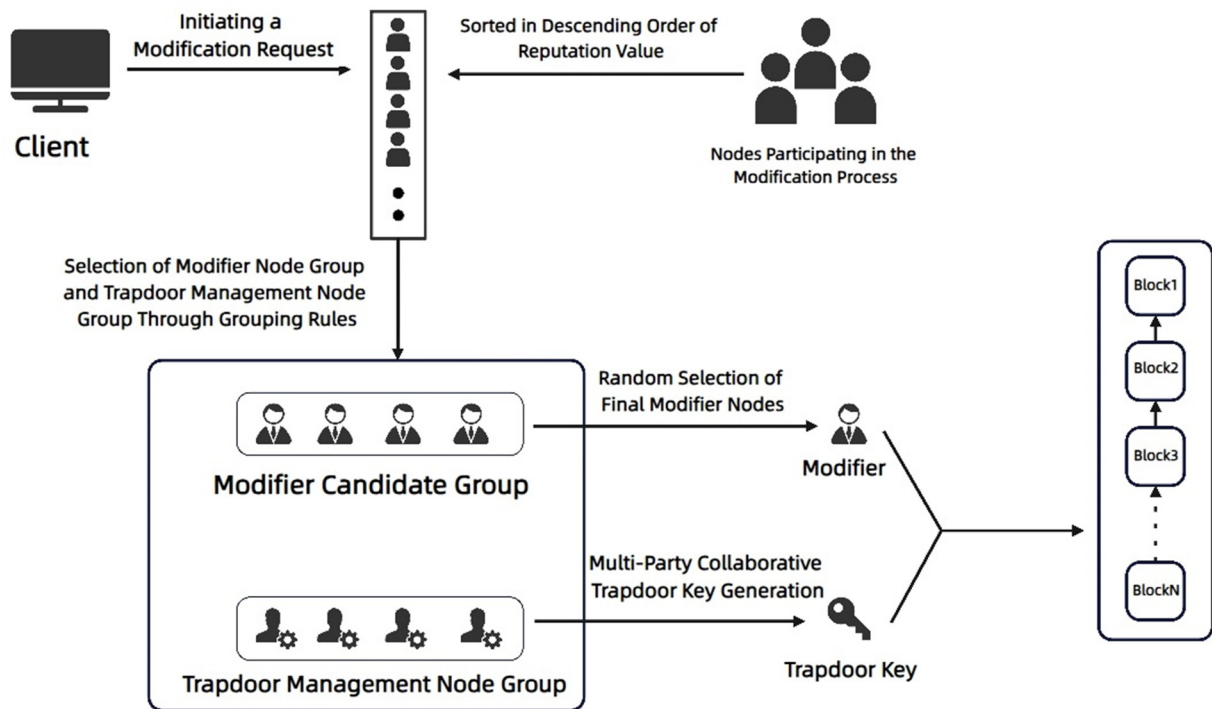 Initiating a
Modification Request
Client
Sorted in Descending Order of
Reputation Value
Nodes Participating in the
Modification Process
Selection of Modifier Node Group
and Trapdoor Management Node
Group Through Grouping Rules
Modifier Candidate Group
Random Selection of
Final Modifier Nodes
Modifier
Trapdoor Management Node Group
Multi-Party Collaborative
Trapdoor Key Generation
Trapdoor Key
Block1
Block2
Block3
BlockN